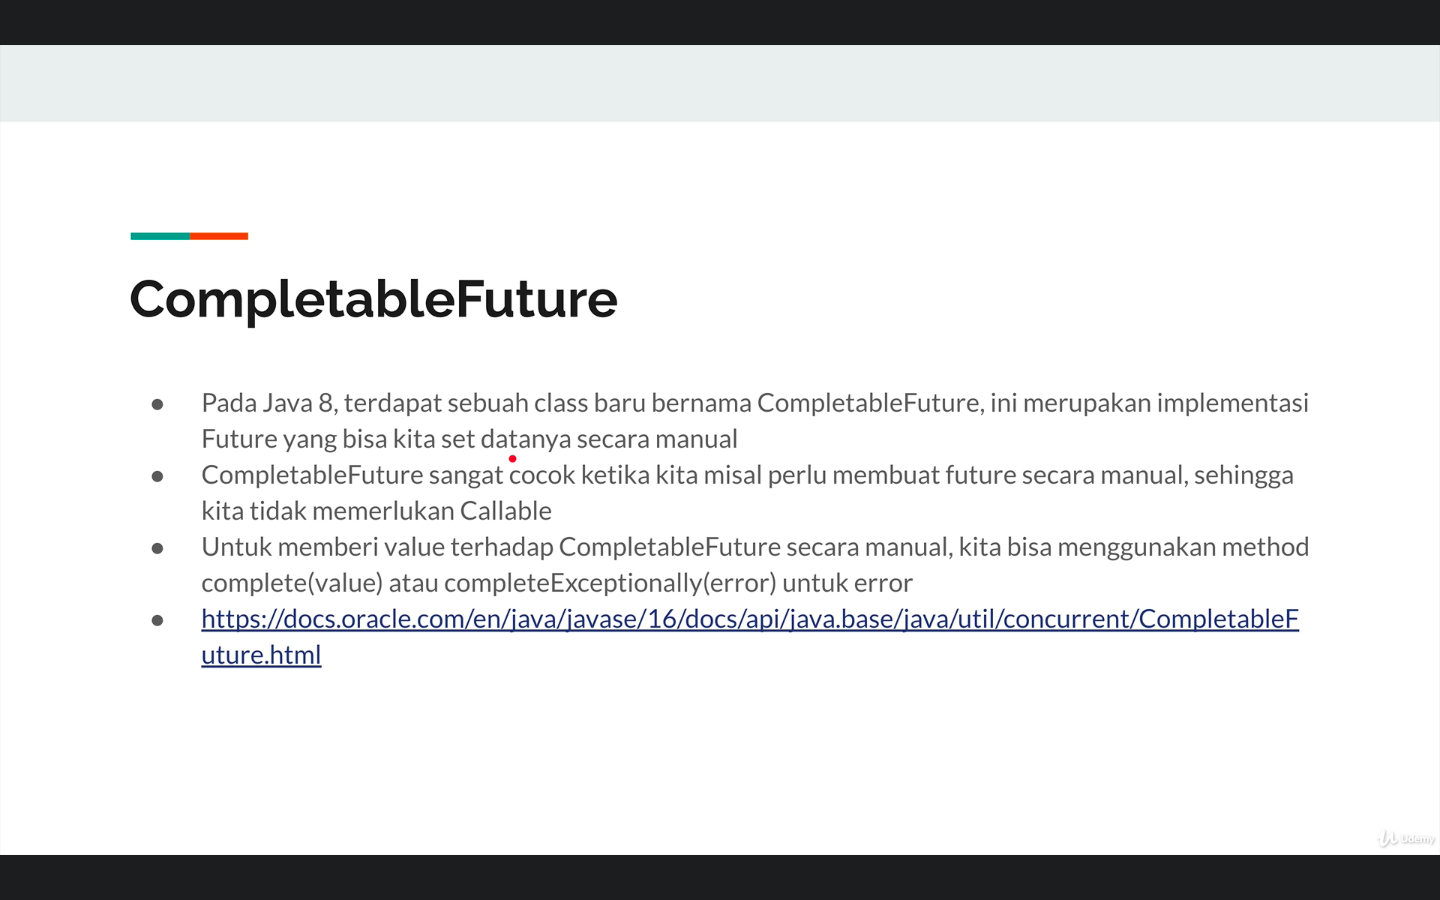 CompletableFuture
● Pada Java 8, terdapat sebuah class baru bernama CompletableFuture, ini merupakan implementasi
Future yang bisa kita set datanya secara manual
● CompletableFuture sangat cocok ketika kita misal perlu membuat future secara manual, sehingga
kita tidak memerlukan Callable
● Untuk memberi value terhadap CompletableFuture secara manual, kita bisa menggunakan method
complete(value) atau completeExceptionally(error) untuk error
● https://docs.oracle.com/en/java/javase/16/docs/api/java.base/java/util/concurrent/CompletableF
uture.html
Udemy